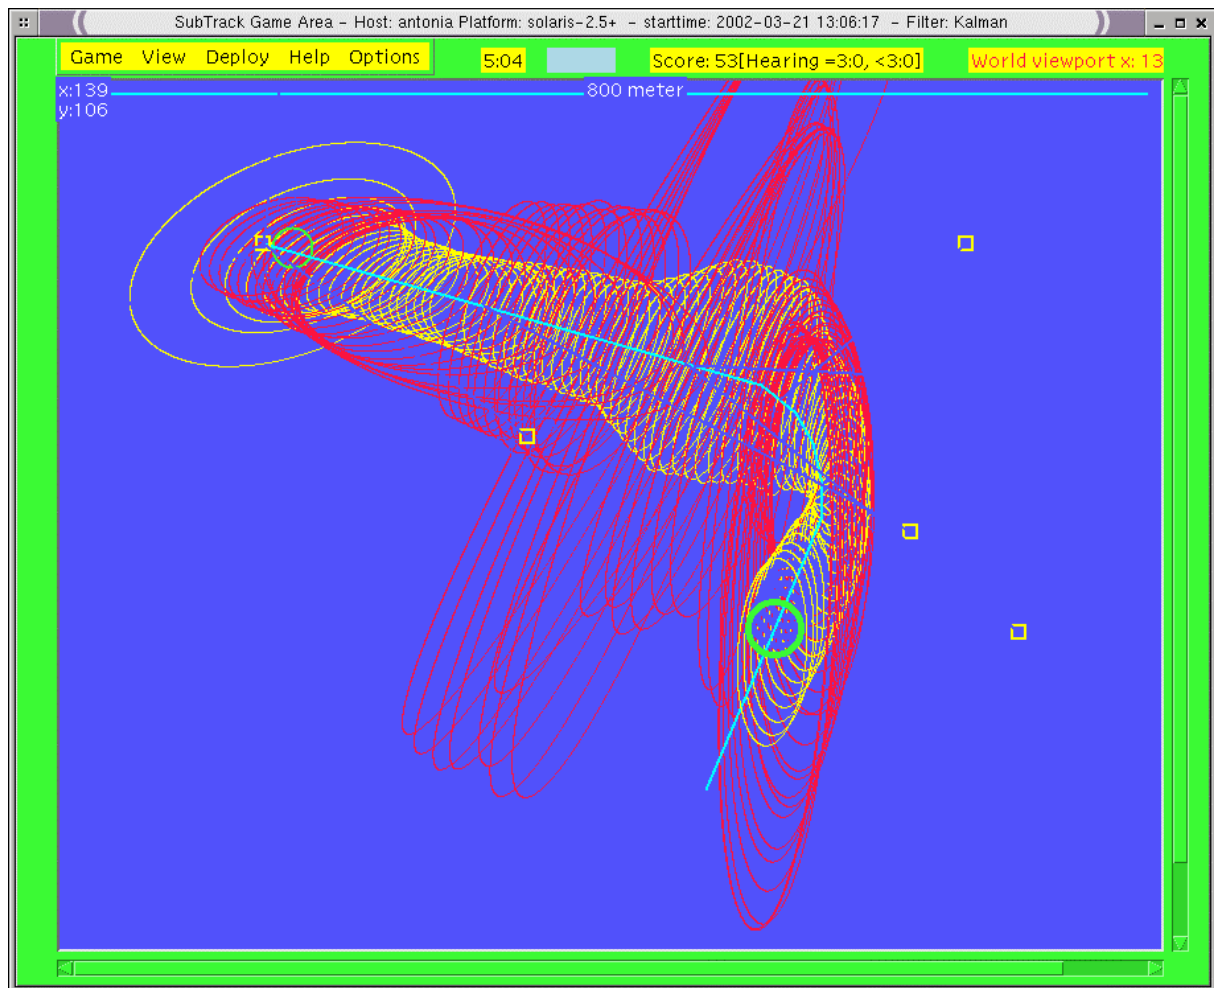 SubTrack Game Area - Host: antonia Platform: solaris-2.5+ - starttime: 2002-03-21 13:06:17 - Filter: Kalman
Game View Deploy Help Options 5:04 Score: 53[Hearing =3:0, <3:0] World viewport x: 13
x:139 800 meter
y:106